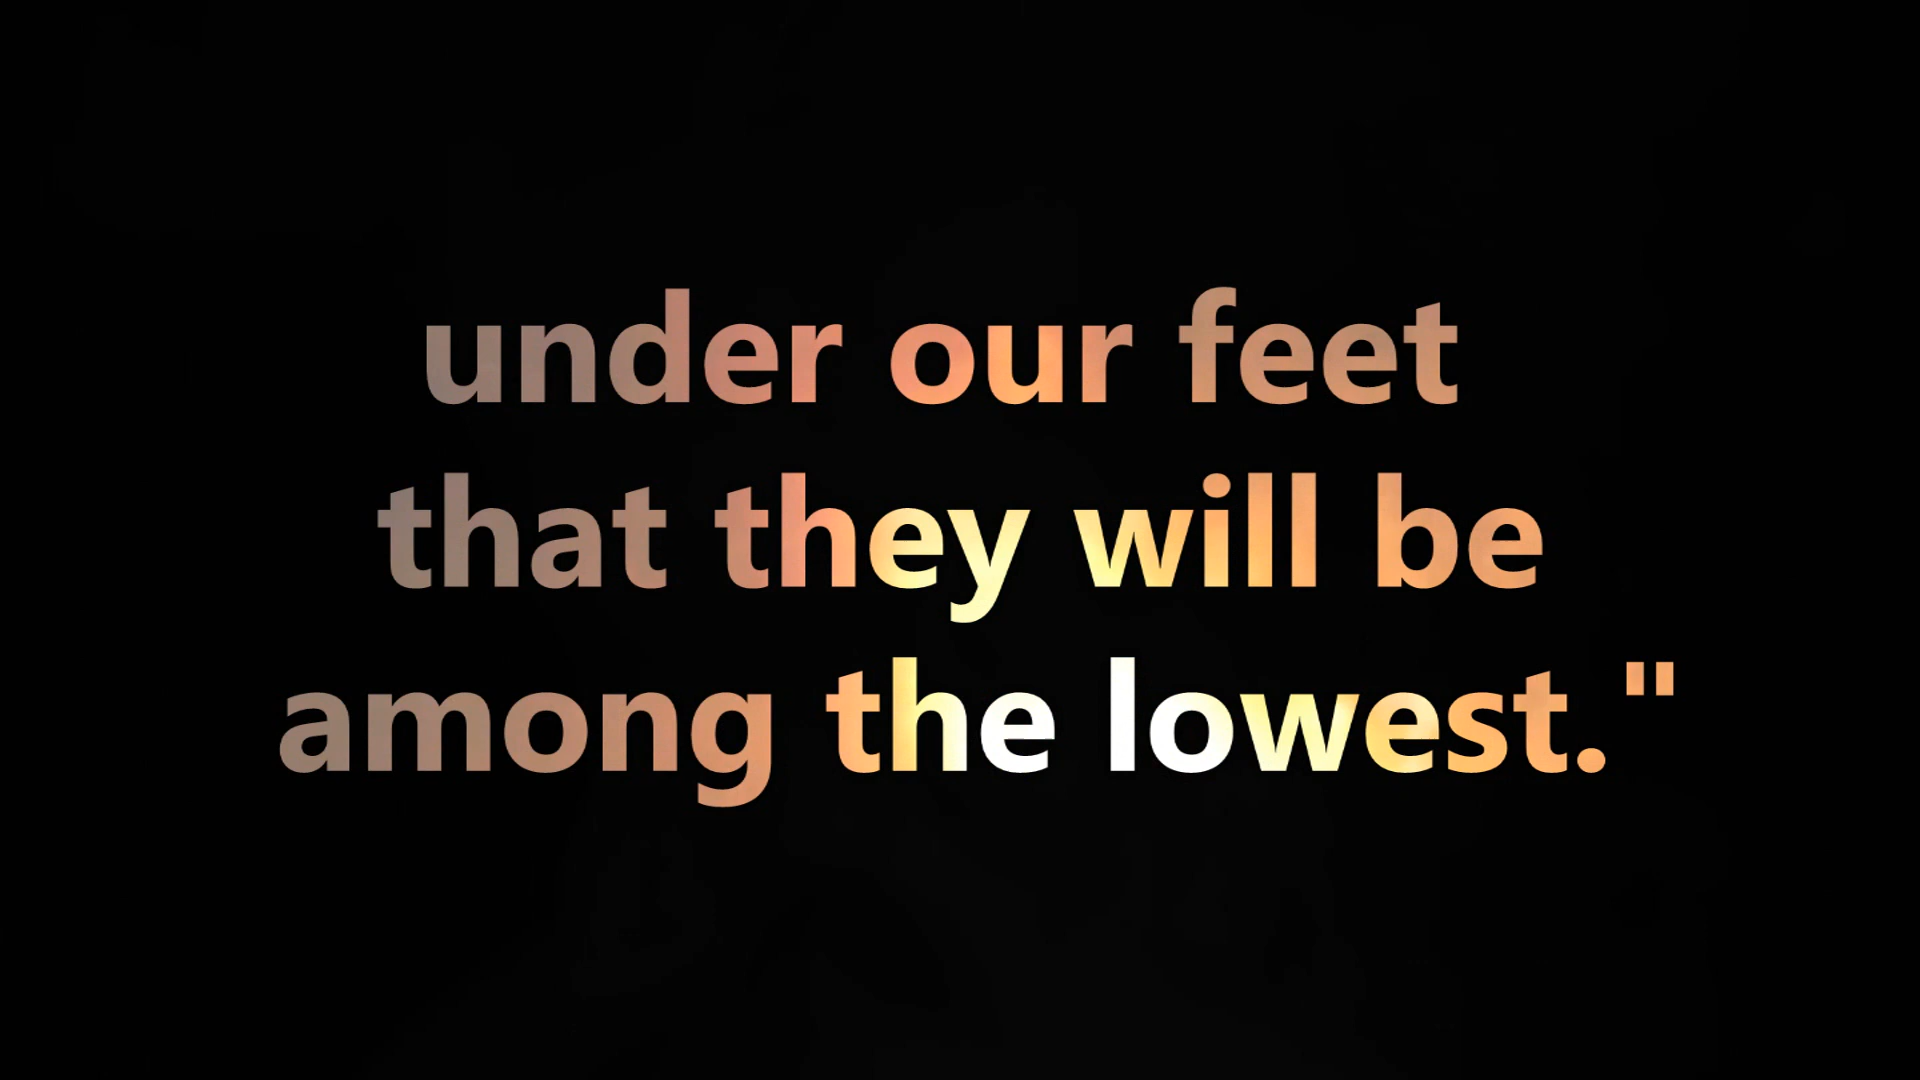 under our feet
that they will be
among the lowest."